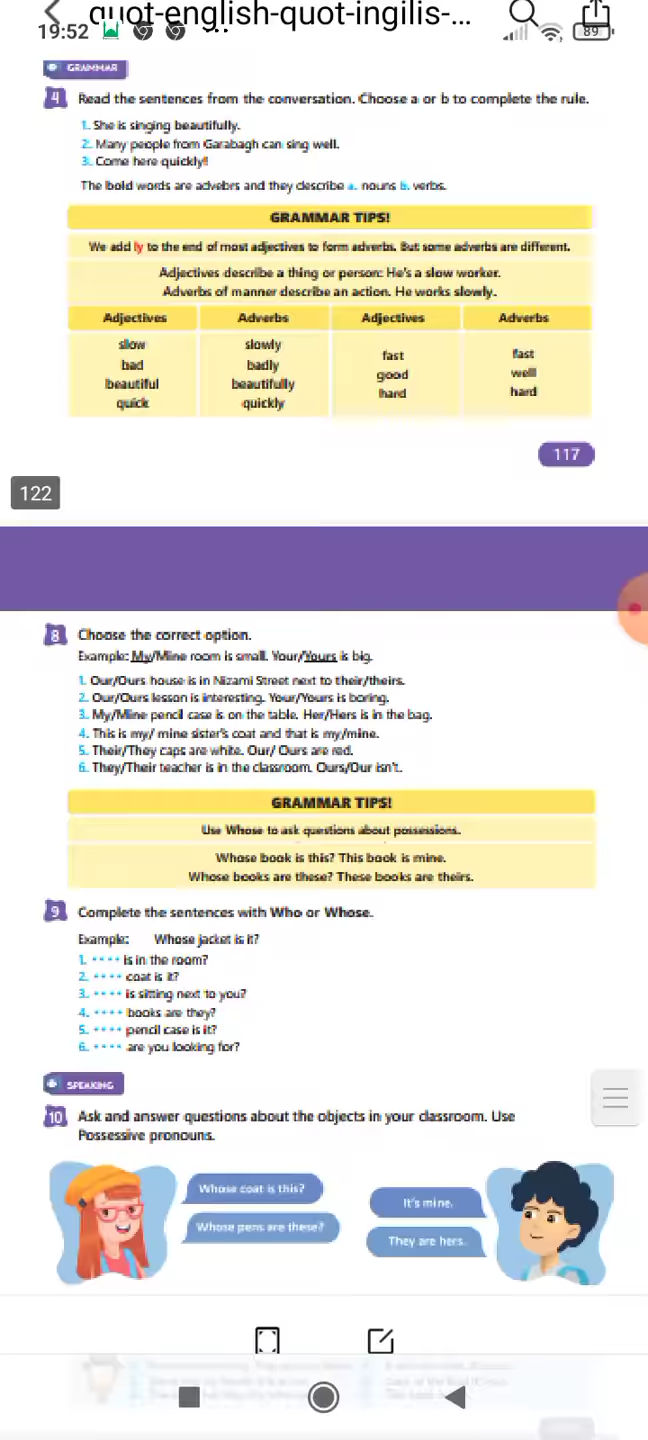 quot-english-quot-ingilis-...
19:52
89
GRAMMAR
4 Read the sentences from the conversation. Choose a or b to complete the rule.
1. She is singing beautifully.
2. Many people from Garabagh can sing well.
3. Come here quickly!
The bold words are advebrs and they describe a. nouns b. verbs.
GRAMMAR TIPS!
We add ly to the end of most adjectives to form adverbs. But some adverbs are different.
Adjectives describe a thing or person: He's a slow worker.
Adverbs of manner describe an action. He works slowly.
Adjectives Adverbs Adjectives Adverbs
slow slowly fast fast
bad badly good well
beautiful beautifully hard hard
quick quickly
117
122
8 Choose the correct option.
Example: My/Mine room is small. Your/Yours is big.
1. Our/Ours house is in Nizami Street next to their/theirs.
2. Our/Ours lesson is interesting. Your/Yours is boring.
3. My/Mine pencil case is on the table. Her/Hers is in the bag.
4. This is my/ mine sister's coat and that is my/mine.
5. Their/They caps are white. Our/ Ours are red.
6. They/Their teacher is in the classroom. Ours/Our isn't.
GRAMMAR TIPS!
Use Whose to ask questions about possessions.
Whose book is this? This book is mine.
Whose books are these? These books are theirs.
9 Complete the sentences with Who or Whose.
Example: Whose jacket is it?
1. •••• is in the room?
2. •••• coat is it?
3. •••• is sitting next to you?
4. •••• books are they?
5. •••• pencil case is it?
6. •••• are you looking for?
SPEAKING
10 Ask and answer questions about the objects in your classroom. Use
Possessive pronouns.
Whose coat is this?
It's mine.
Whose pens are these?
They are hers.